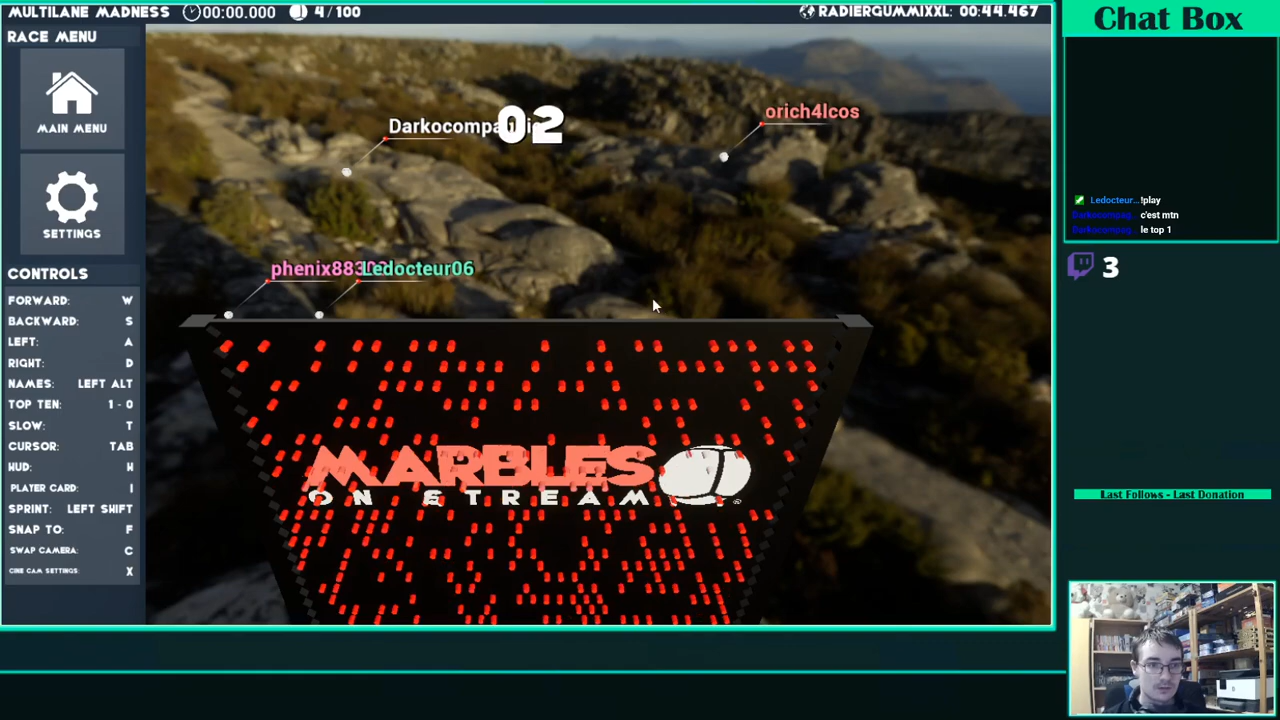 MULTILANE MADNESS 00:00.000 4/100
RADIERGUMMIXXL: 00:44.467
RACE MENU
MAIN MENU
SETTINGS
CONTROLS
FORWARD: W
BACKWARD: S
LEFT: A
RIGHT: D
NAMES: LEFT ALT
TOP TEN: 1 - 0
SLOW: T
CURSOR: TAB
HUD: H
PLAYER CARD: I
SPRINT: LEFT SHIFT
SNAP TO: F
SWAP CAMERA: C
CINE CAM SETTINGS: X
02
orich4lcos
Ledocteur06
MARBLES
ON STREAM
Chat Box
Ledocteur... !play
Darkocompag... c'est mtn
Darkocompag... le top 1
3
Last Follows - Last Donation